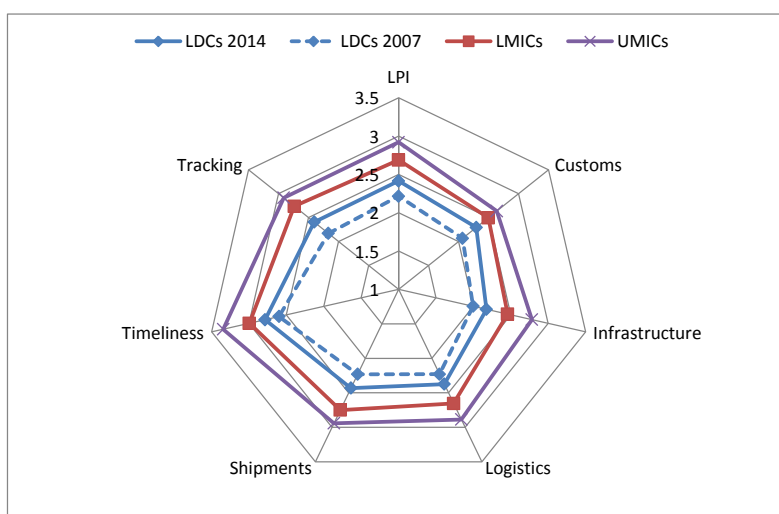 LDCs 2014 LDCs 2007 LMICs UMICs
LPI
3.5
3
2.5
2
1.5
1
Customs
Infrastructure
Logistics
Shipments
Timeliness
Tracking